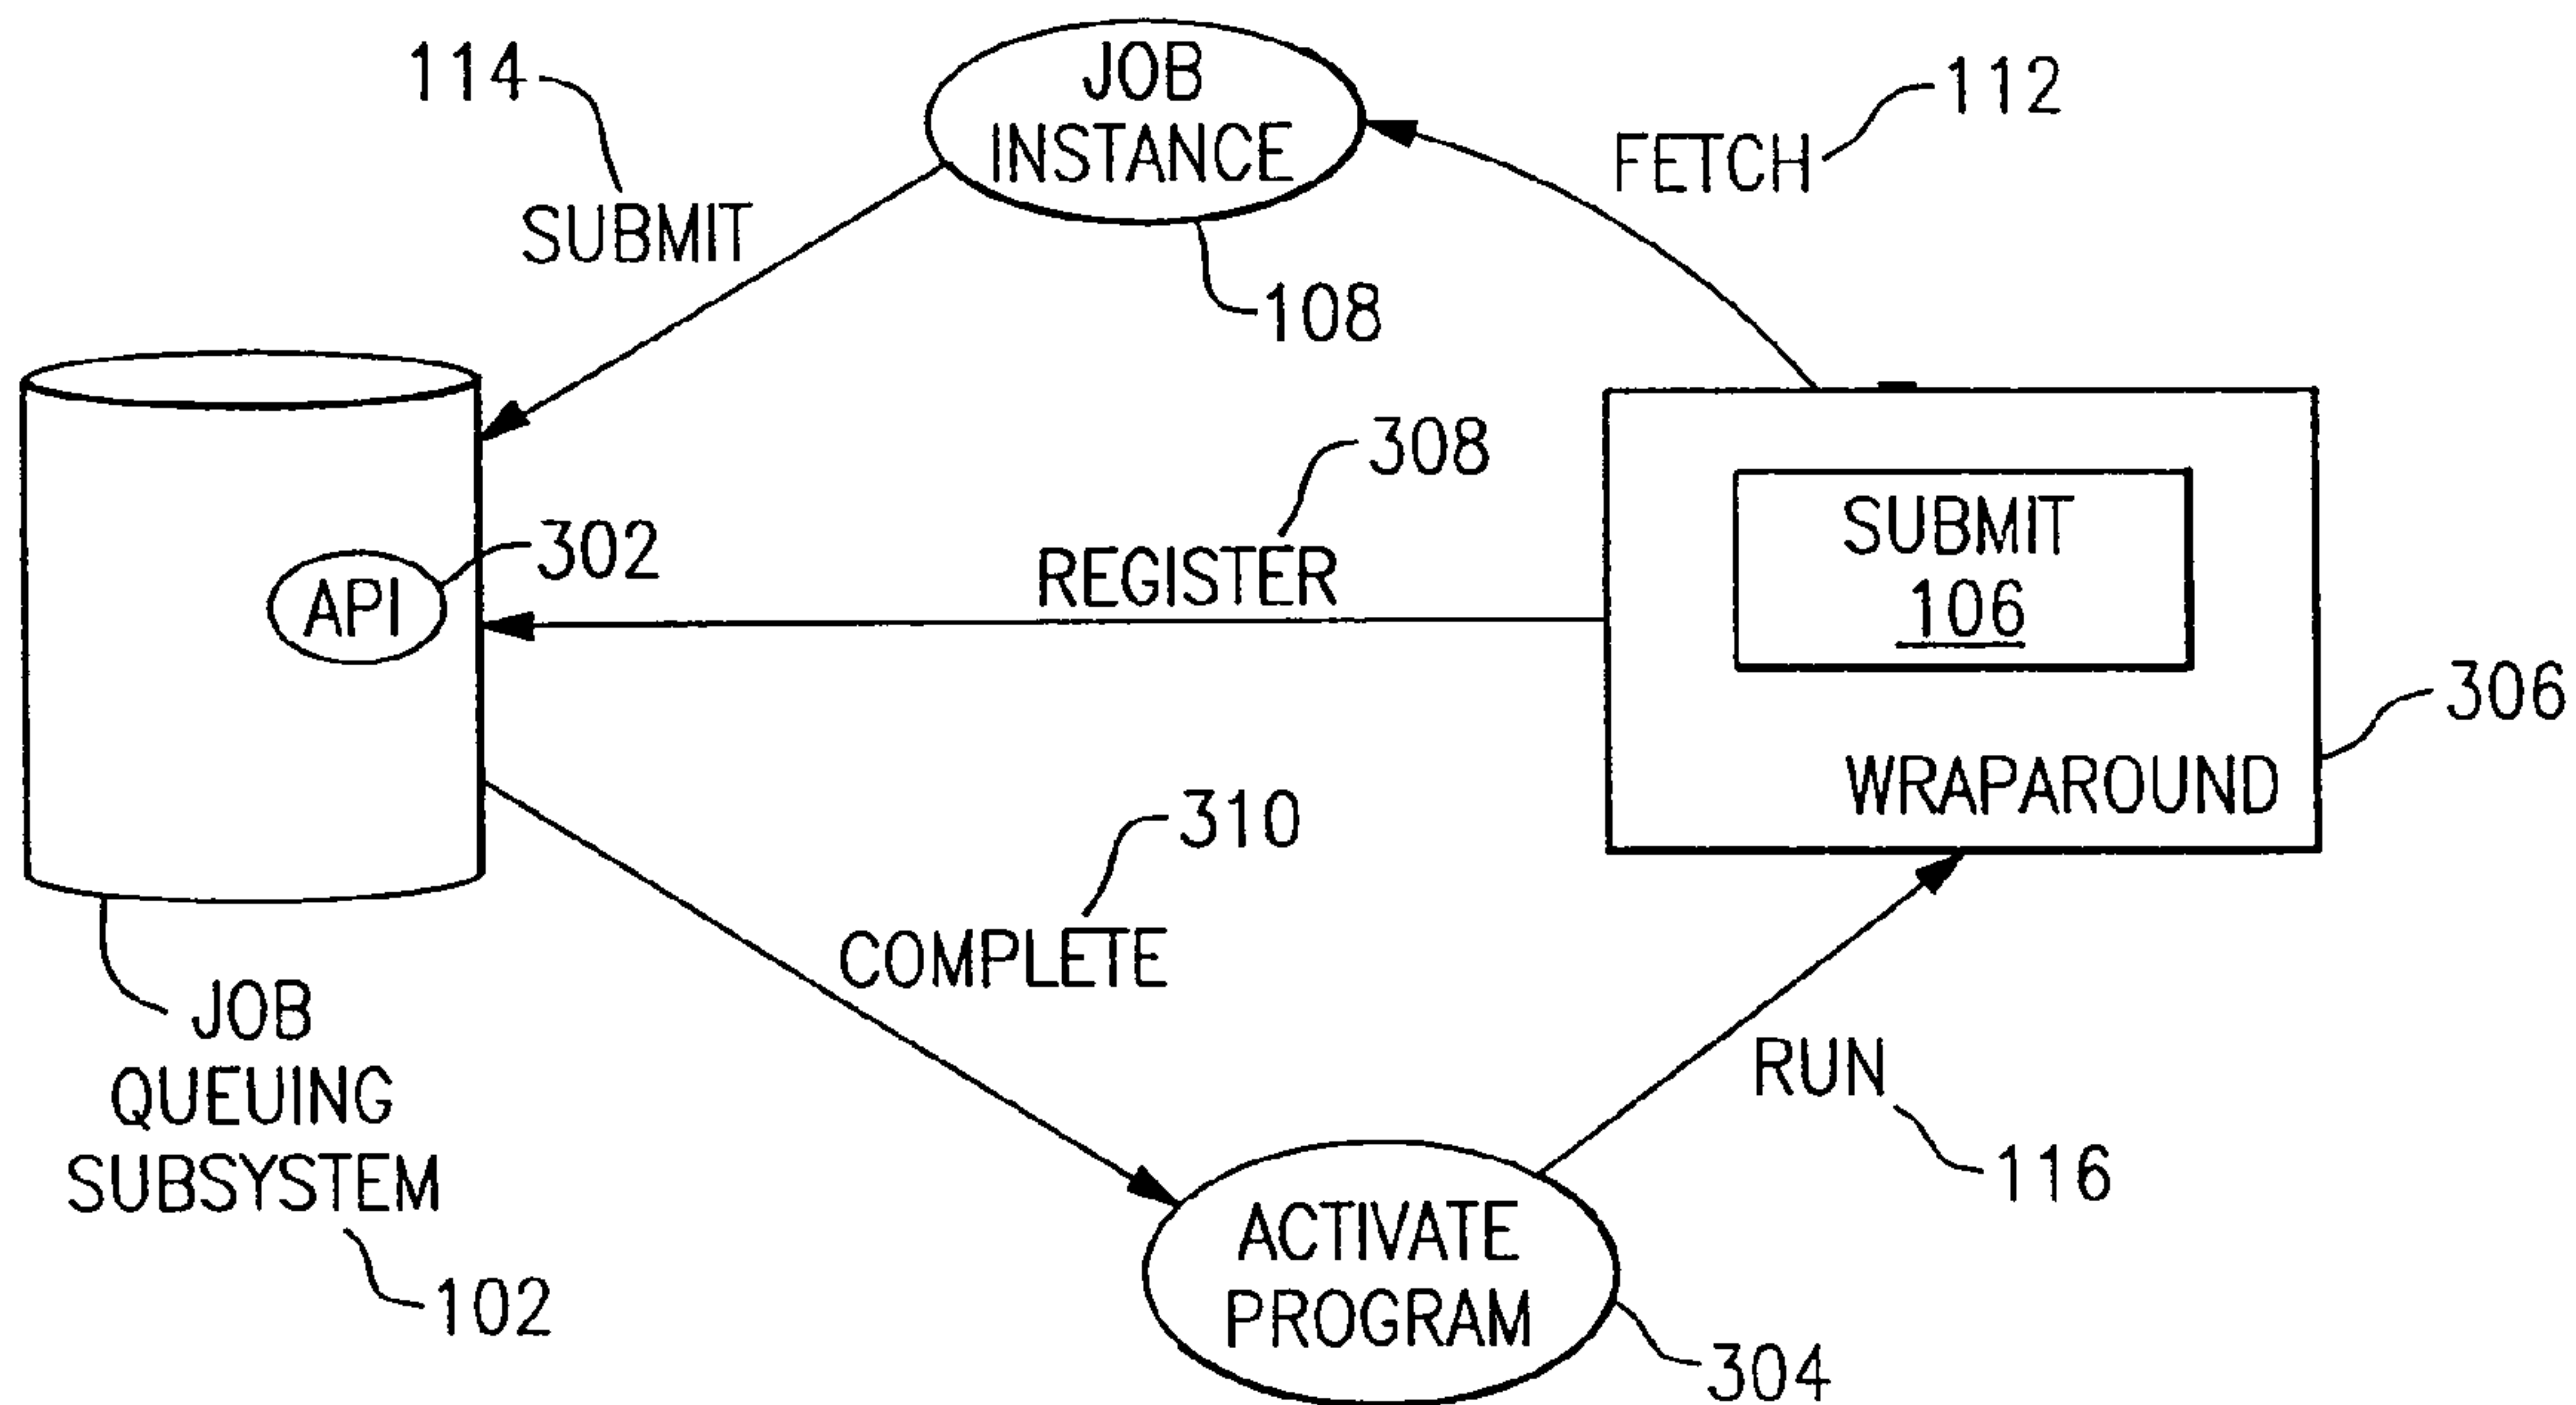 114
JOB
INSTANCE
112
FETCH
SUBMIT
108
308
302
API
REGISTER
SUBMIT
106
306
WRAPAROUND
310
COMPLETE
JOB
QUEUING
SUBSYSTEM
102
RUN
116
ACTIVATE
PROGRAM
304